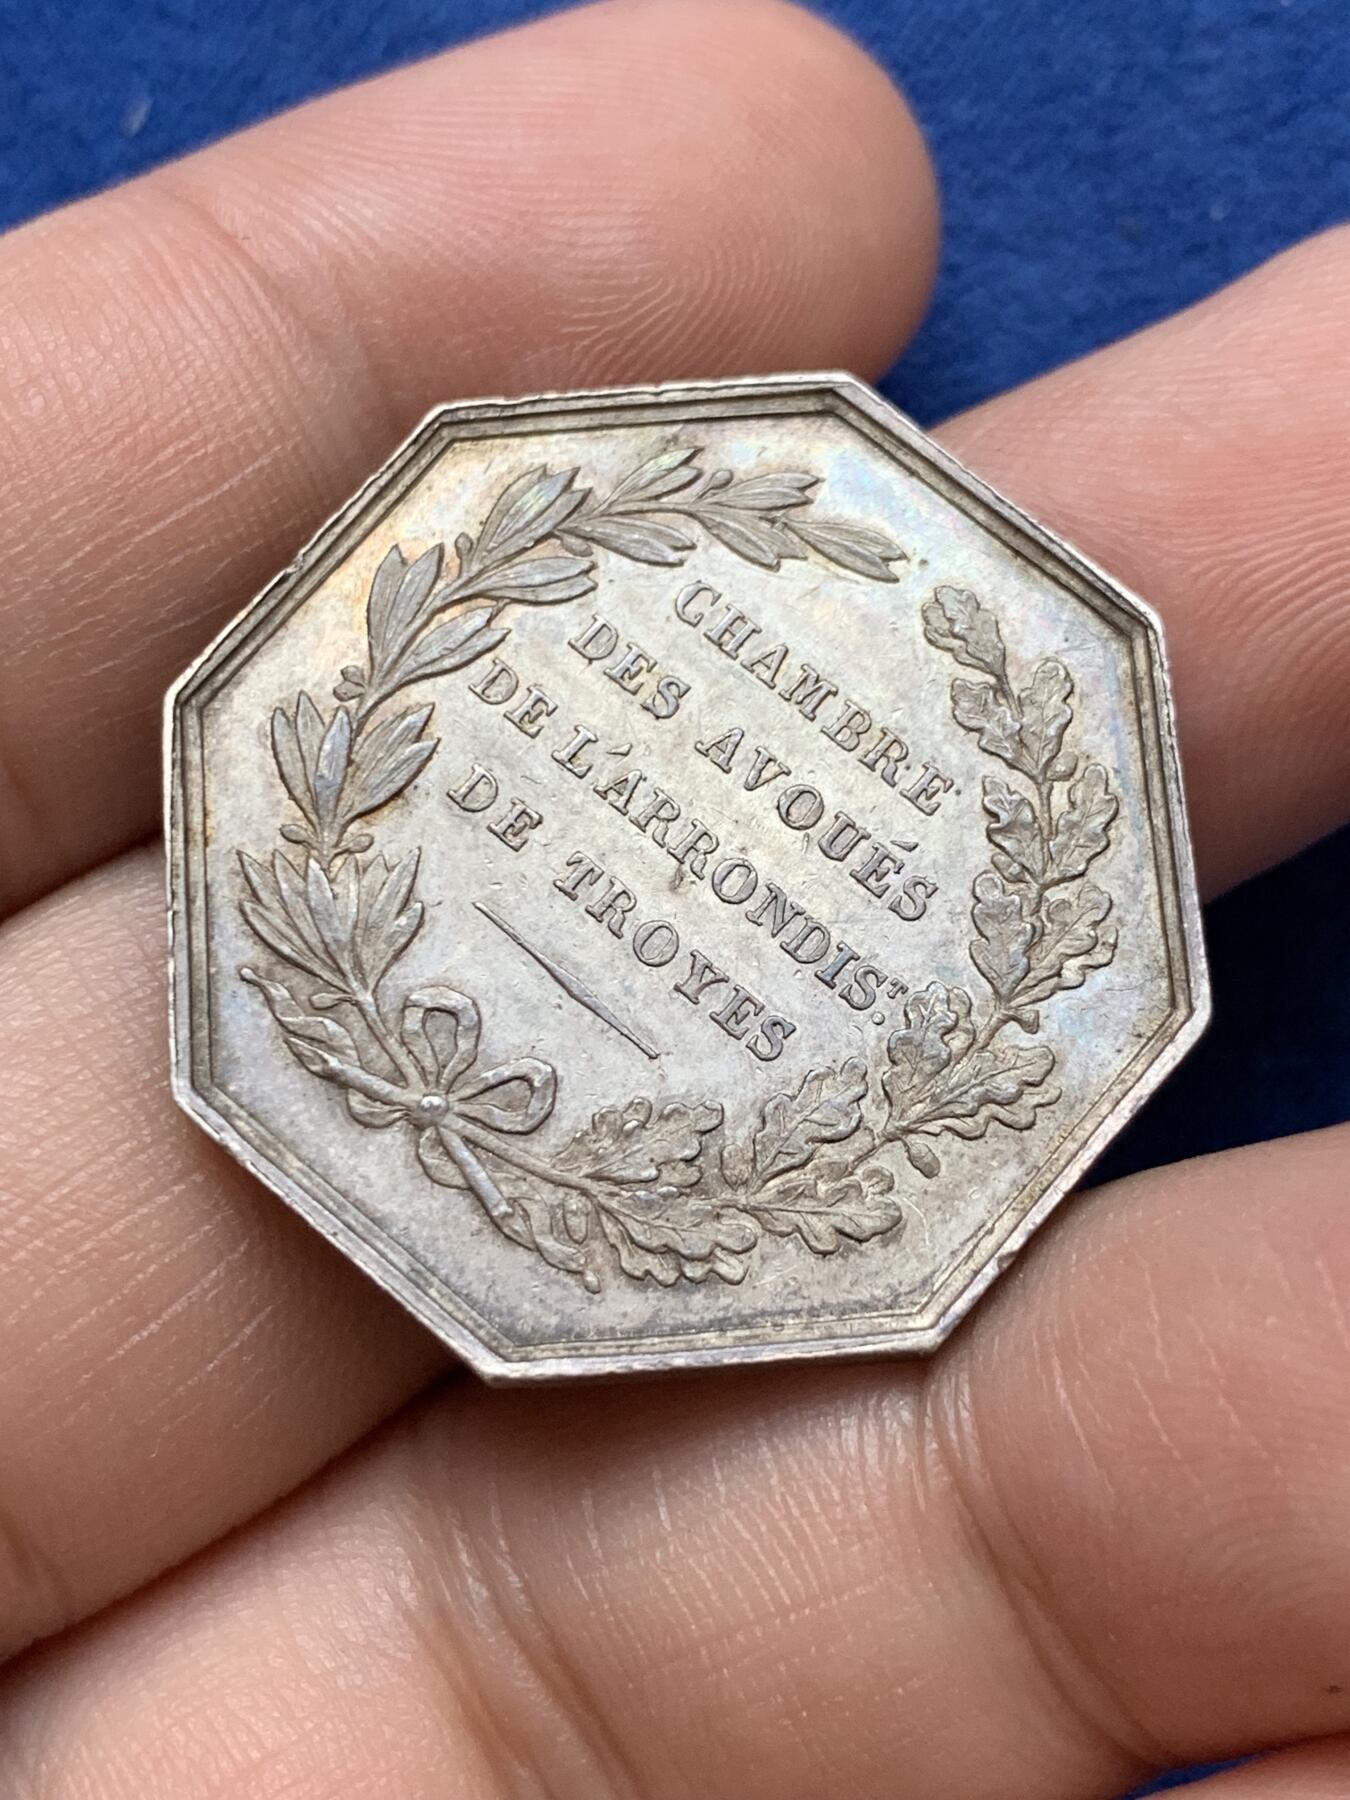 CHAMBRE
DES AVOUÉS
DE L'ARRONDIS.T
DE TROYES